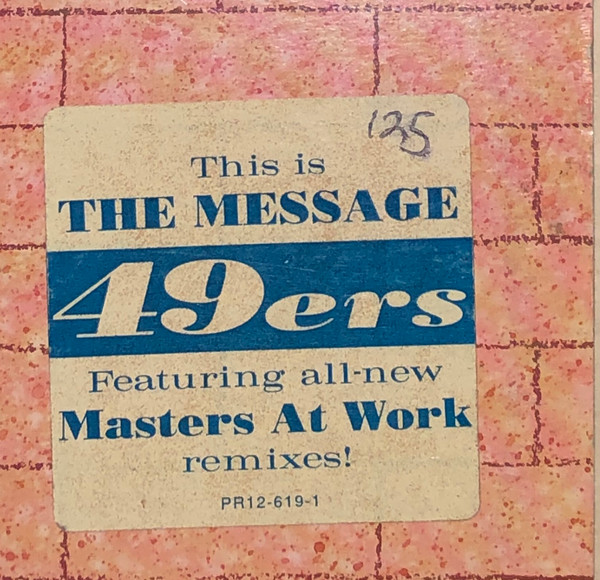 125
This is
THE MESSAGE
49ers
Featuring all-new
Masters At Work
remixes!
PR12-619-1